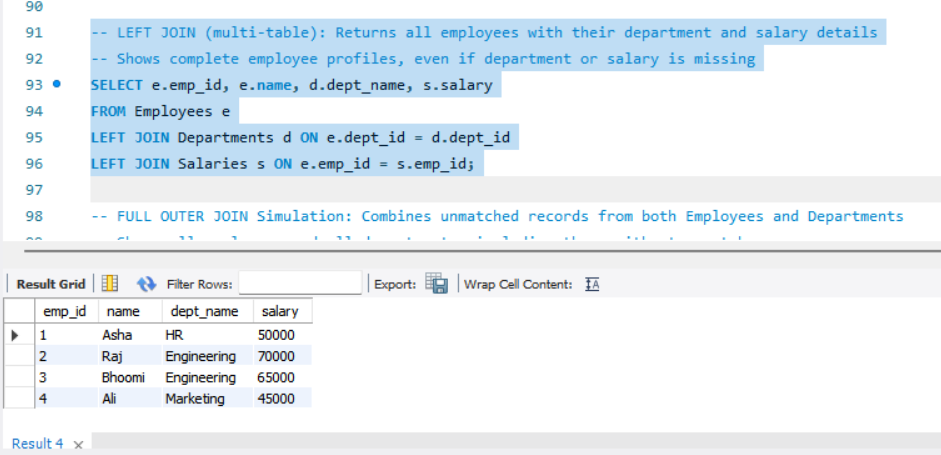 90
91 -- LEFT JOIN (multi-table): Returns all employees with their department and salary details
92 -- Shows complete employee profiles, even if department or salary is missing
93 SELECT e.emp_id, e.name, d.dept_name, s.salary
94 FROM Employees e
95 LEFT JOIN Departments d ON e.dept_id = d.dept_id
96 LEFT JOIN Salaries s ON e.emp_id = s.emp_id;
97
98 -- FULL OUTER JOIN Simulation: Combines unmatched records from both Employees and Departments
Result Grid Filter Rows: Export: Wrap Cell Content: IA
emp_id name dept_name salary
1 Asha HR 50000
2 Raj Engineering 70000
3 Bhoomi Engineering 65000
4 Ali Marketing 45000
Result 4 ×